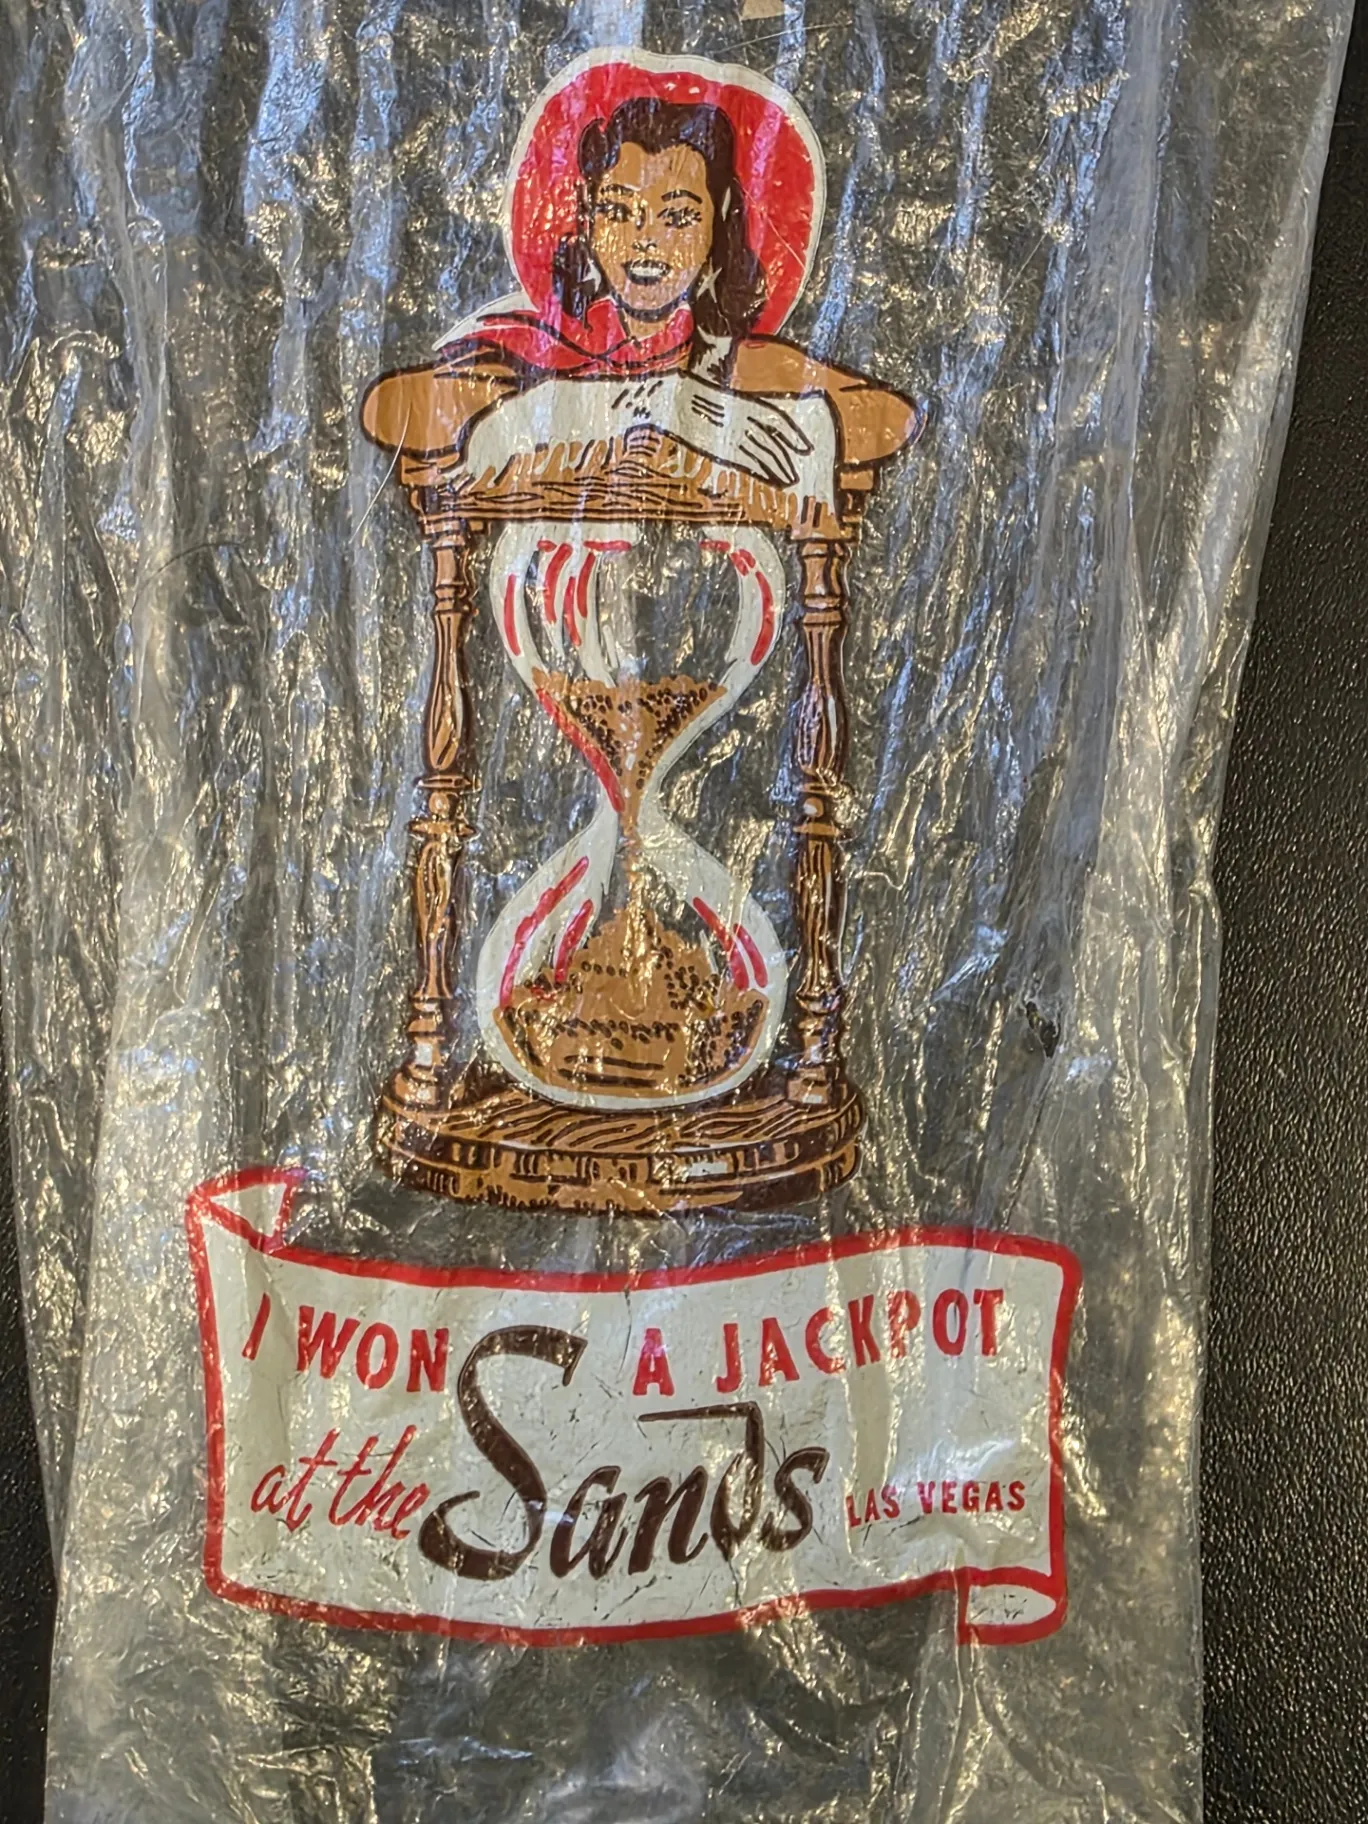 I WON A JACKPOT
at the Sands LAS VEGAS